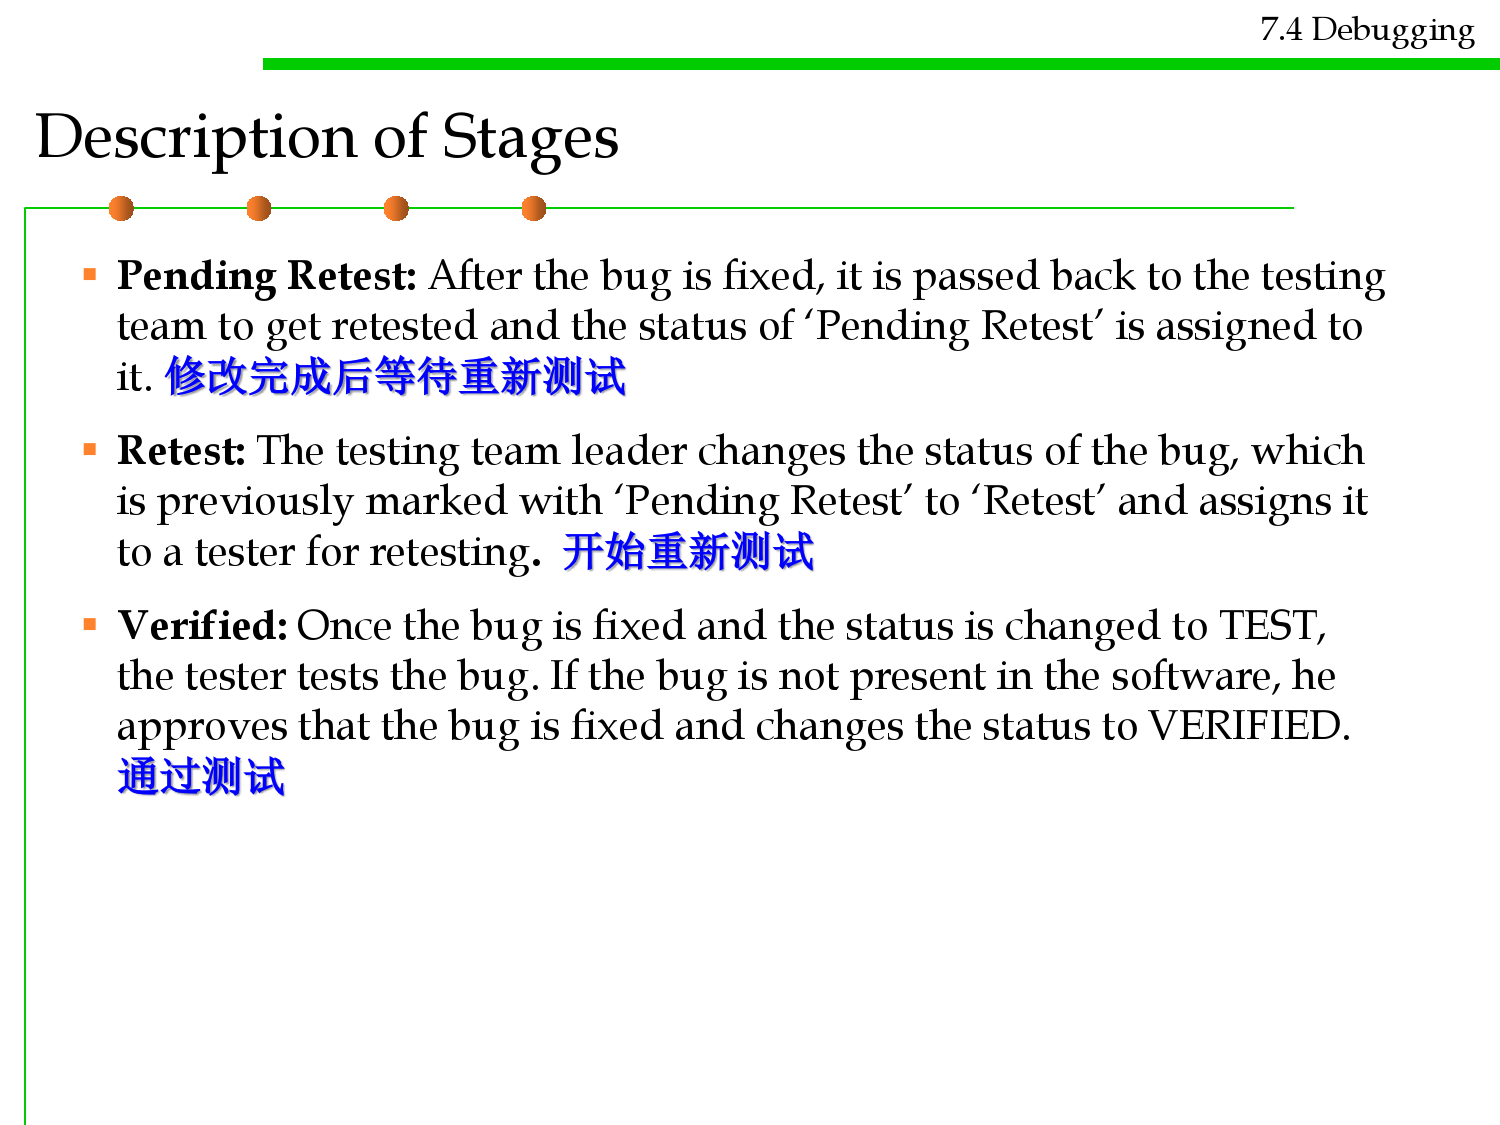 7.4 Debugging
Description of Stages
▪ Pending Retest: After the bug is fixed, it is passed back to the testing
team to get retested and the status of ‘Pending Retest’ is assigned to
it. 修改完成后等待重新测试
▪ Retest: The testing team leader changes the status of the bug, which
is previously marked with ‘Pending Retest’ to ‘Retest’ and assigns it
to a tester for retesting. 开始重新测试
▪ Verified: Once the bug is fixed and the status is changed to TEST,
the tester tests the bug. If the bug is not present in the software, he
approves that the bug is fixed and changes the status to VERIFIED.
通过测试